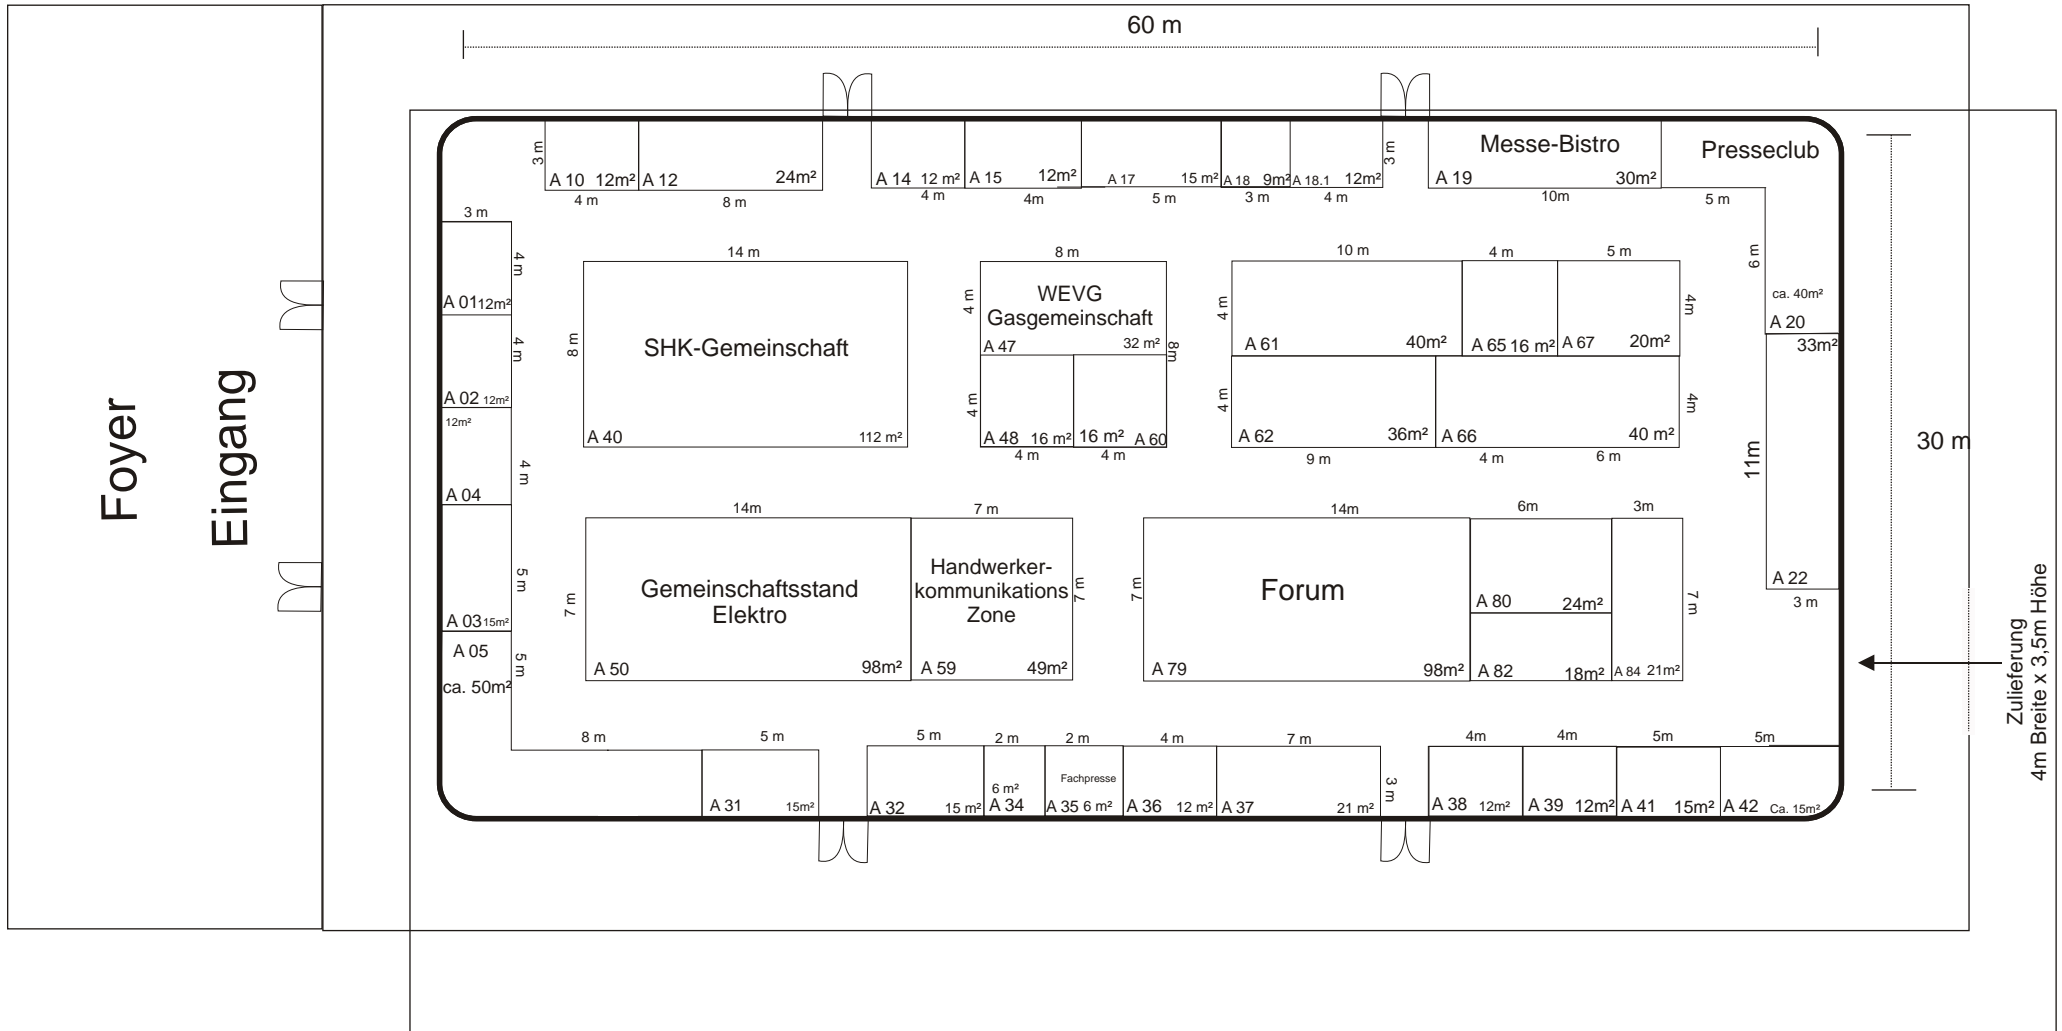 60 m
Messe-Bistro
Presseclub
3 m
A 10 12m²
A 12 24m²
A 14 12 m²
A 15 12m²
A 17 15 m²
A 18 9m²
A 18.1 12m²
3 m
A 19 30m²
4 m
8 m
4 m
4m
5 m
3 m
4 m
10m
5 m
3 m
4 m
A 01 12m²
4 m
A 02 12m²
12m²
4 m
A 04
5 m
A 03 15m²
A 05
5 m
ca. 50m²
Foyer
Eingang
14 m
8 m
SHK-Gemeinschaft
A 40 112 m²
8 m
4 m
WEVG
Gasgemeinschaft
A 47 32 m²
8m
4 m
A 48 16 m²
16 m² A 60
4 m
4 m
10 m
4 m
5 m
4 m
A 61 40m²
A 65 16 m²
A 67 20m²
4m
4 m
A 62 36m²
A 66 40 m²
4m
9 m
4 m
6 m
6 m
ca. 40m²
A 20
33m²
11m
A 22
3 m
30 m
14m
7 m
7 m
Gemeinschaftsstand
Elektro
A 50 98m²
Handwerker-
kommunikations
Zone
7 m
A 59 49m²
14m
6m
3m
7 m
Forum
A 79 98m²
A 80 24m²
A 82 18m²
A 84 21m²
7 m
Zulieferung
4m Breite x 3,5m Höhe
8 m
5 m
5 m
2 m
2 m
4 m
7 m
4m
4m
5m
5m
A 31 15m²
A 32 15 m²
6 m²
A 34
Fachpresse
A 35 6 m²
A 36 12 m²
A 37 21 m²
3 m
A 38 12m²
A 39 12m²
A 41 15m²
A 42 Ca. 15m²